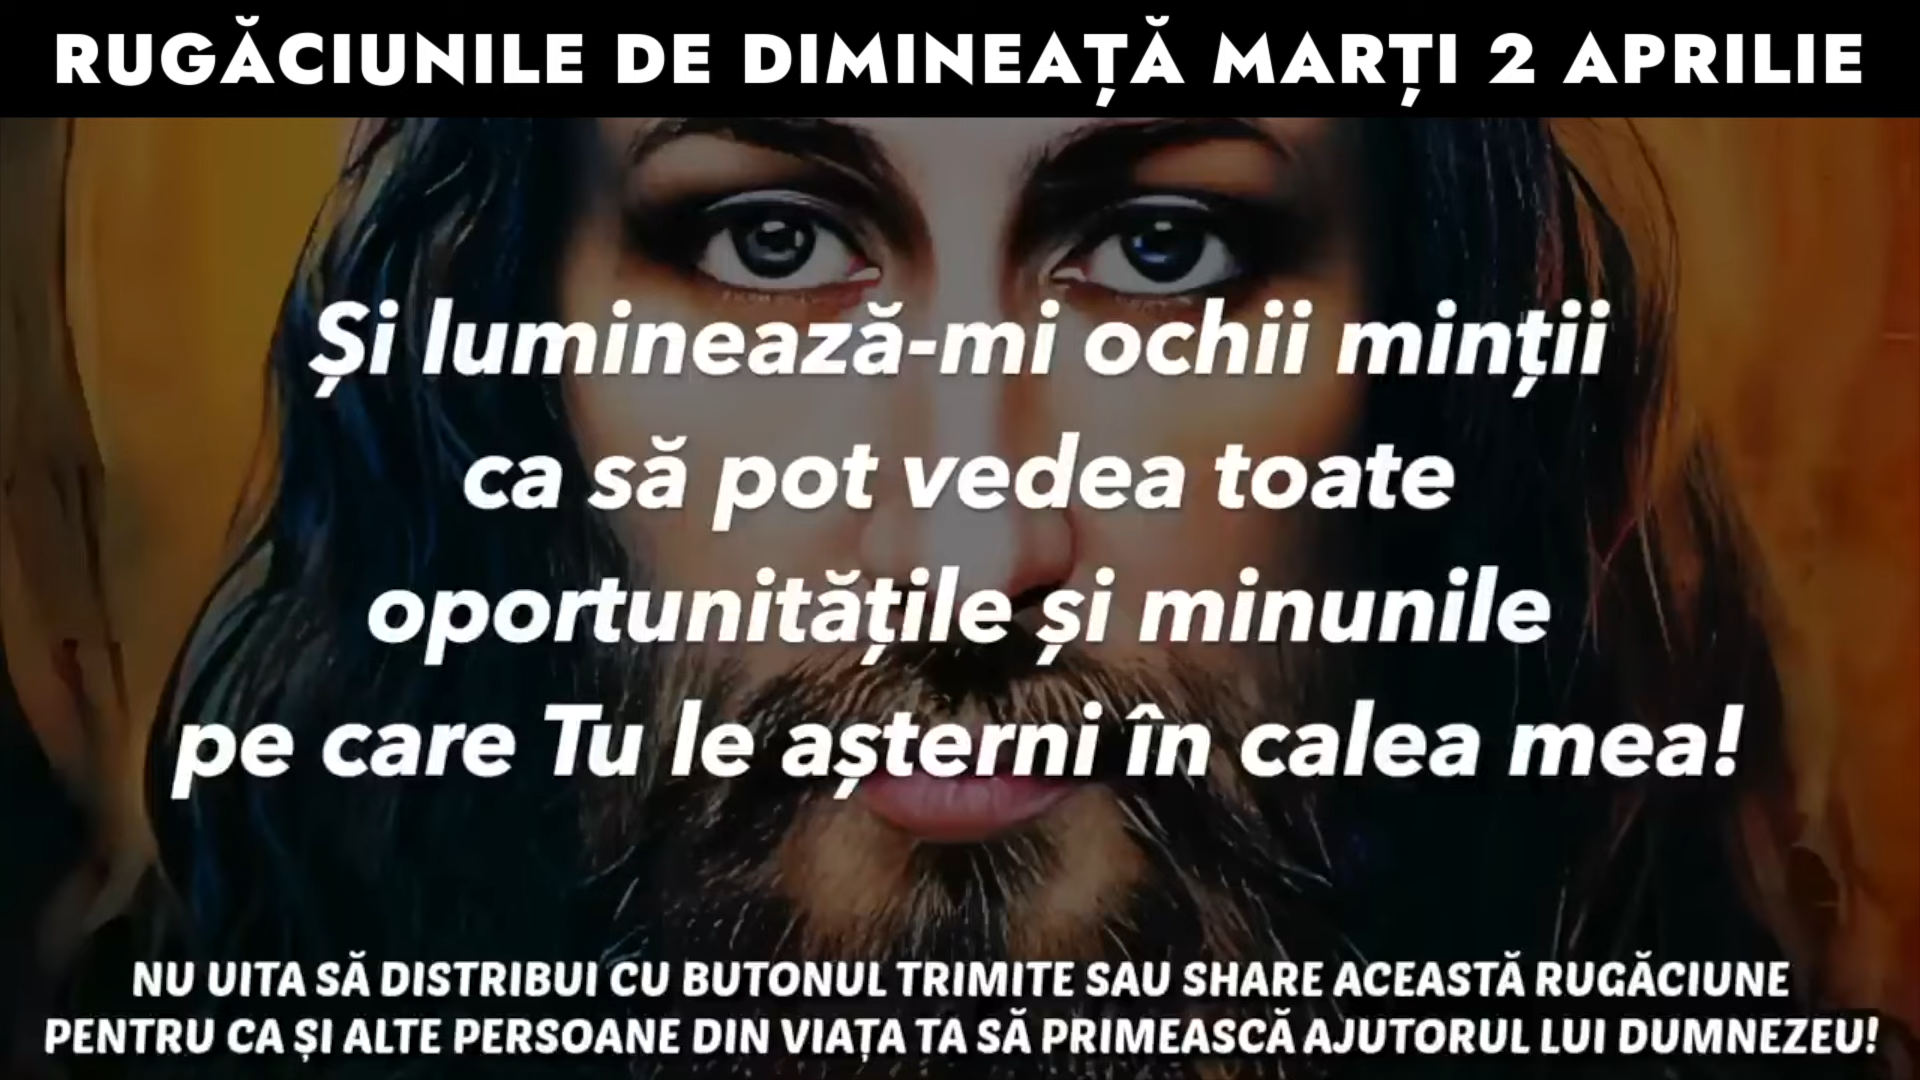 RUGĂCIUNILE DE DIMINEAȚĂ MARȚI 2 APRILIE
Și luminează-mi ochii minții
ca să pot vedea toate
oportunitățile și minunile
pe care Tu le așterni în calea mea!
NU UITA SĂ DISTRIBUI CU BUTONUL TRIMITE SAU SHARE ACEASTĂ RUGĂCIUNE
PENTRU CA ȘI ALTE PERSOANE DIN VIAȚA TA SĂ PRIMEASCĂ AJUTORUL LUI DUMNEZEU!